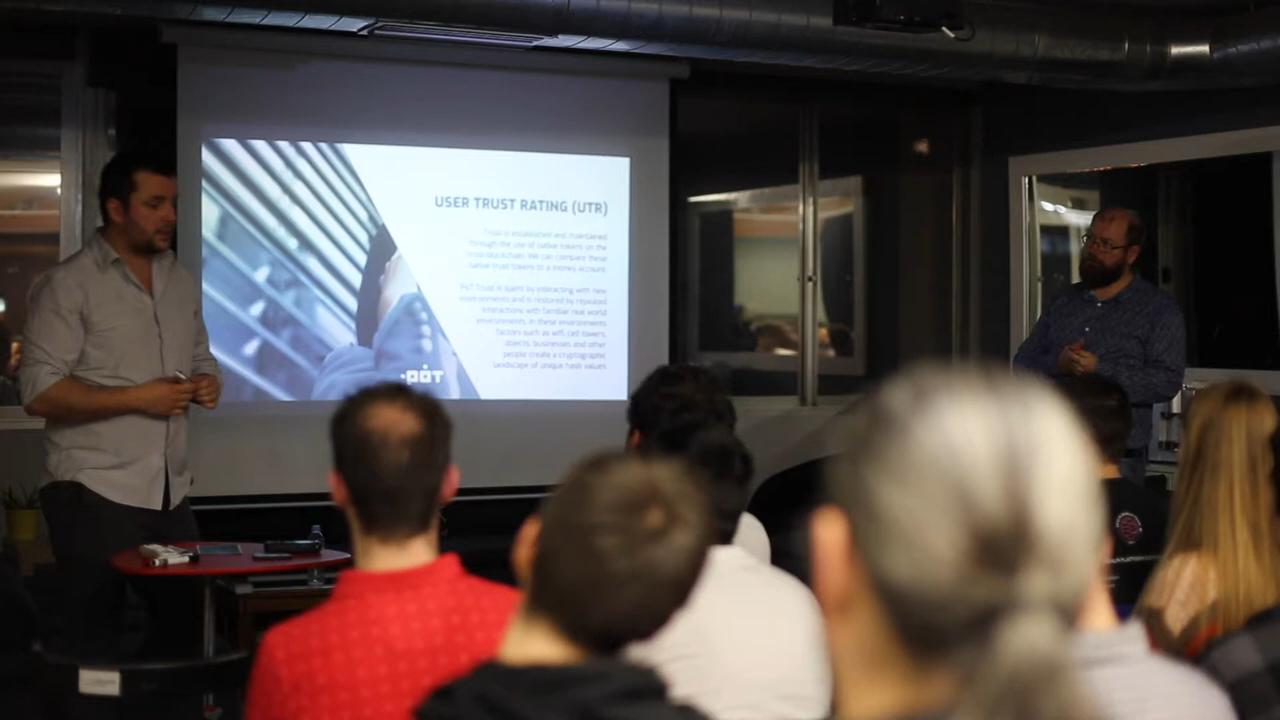 USER TRUST RATING (UTR)
Trust is established and maintained
through the use of native tokens on the
trust blockchain. We can compare these
native trust tokens to a money account.
PoT Trust is spent by interacting with new
environments and is restored by repeated
interactions with familiar real world
environments, in these environments
factors such as wifi, cell towers,
objects, businesses and other
people create a cryptographic
landscape of unique hash values